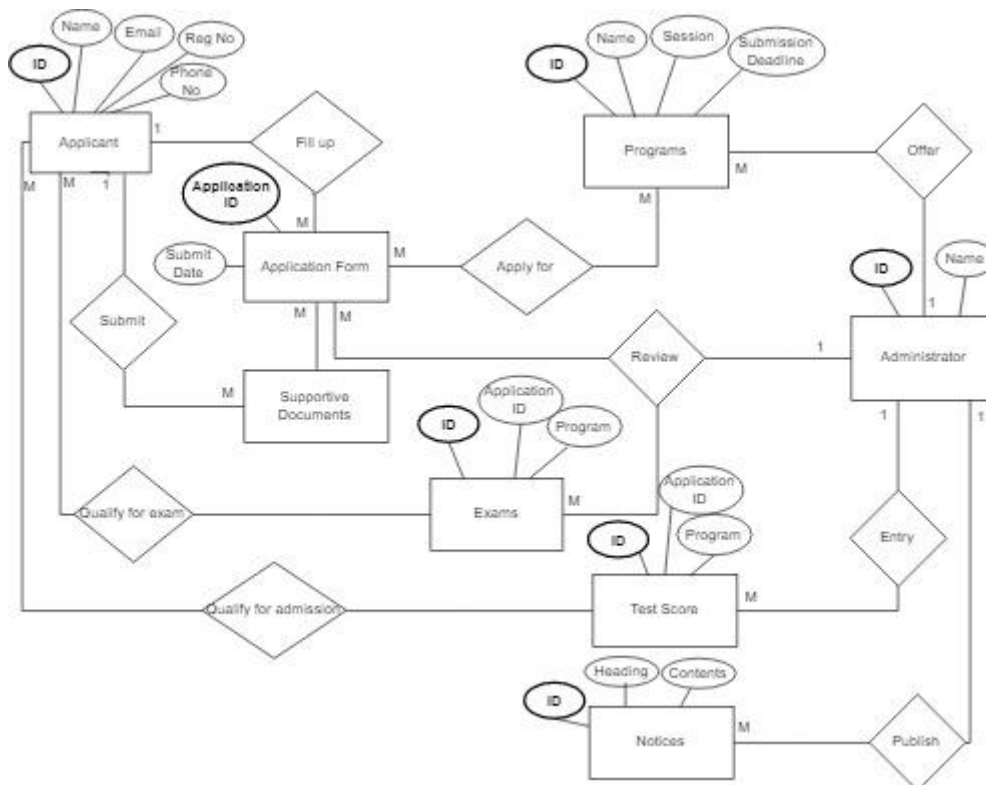 Name
Email
Reg No
ID
Phone
No
Applicant
1
Fill up
M
M
1
Application
ID
M
Submit
Date
Application Form
M
Apply for
M
M
M
Submit
M
Supportive
Documents
Name
Session
Submission
Deadline
ID
Programs
M
M
Offer
ID
Name
1
Administrator
1
Review
1
1
Application
ID
ID
Program
Exams
M
Qualify for exam
Application
ID
Program
ID
Test Score
M
Entry
Qualify for admission
Heading
Contents
ID
Notices
M
Publish